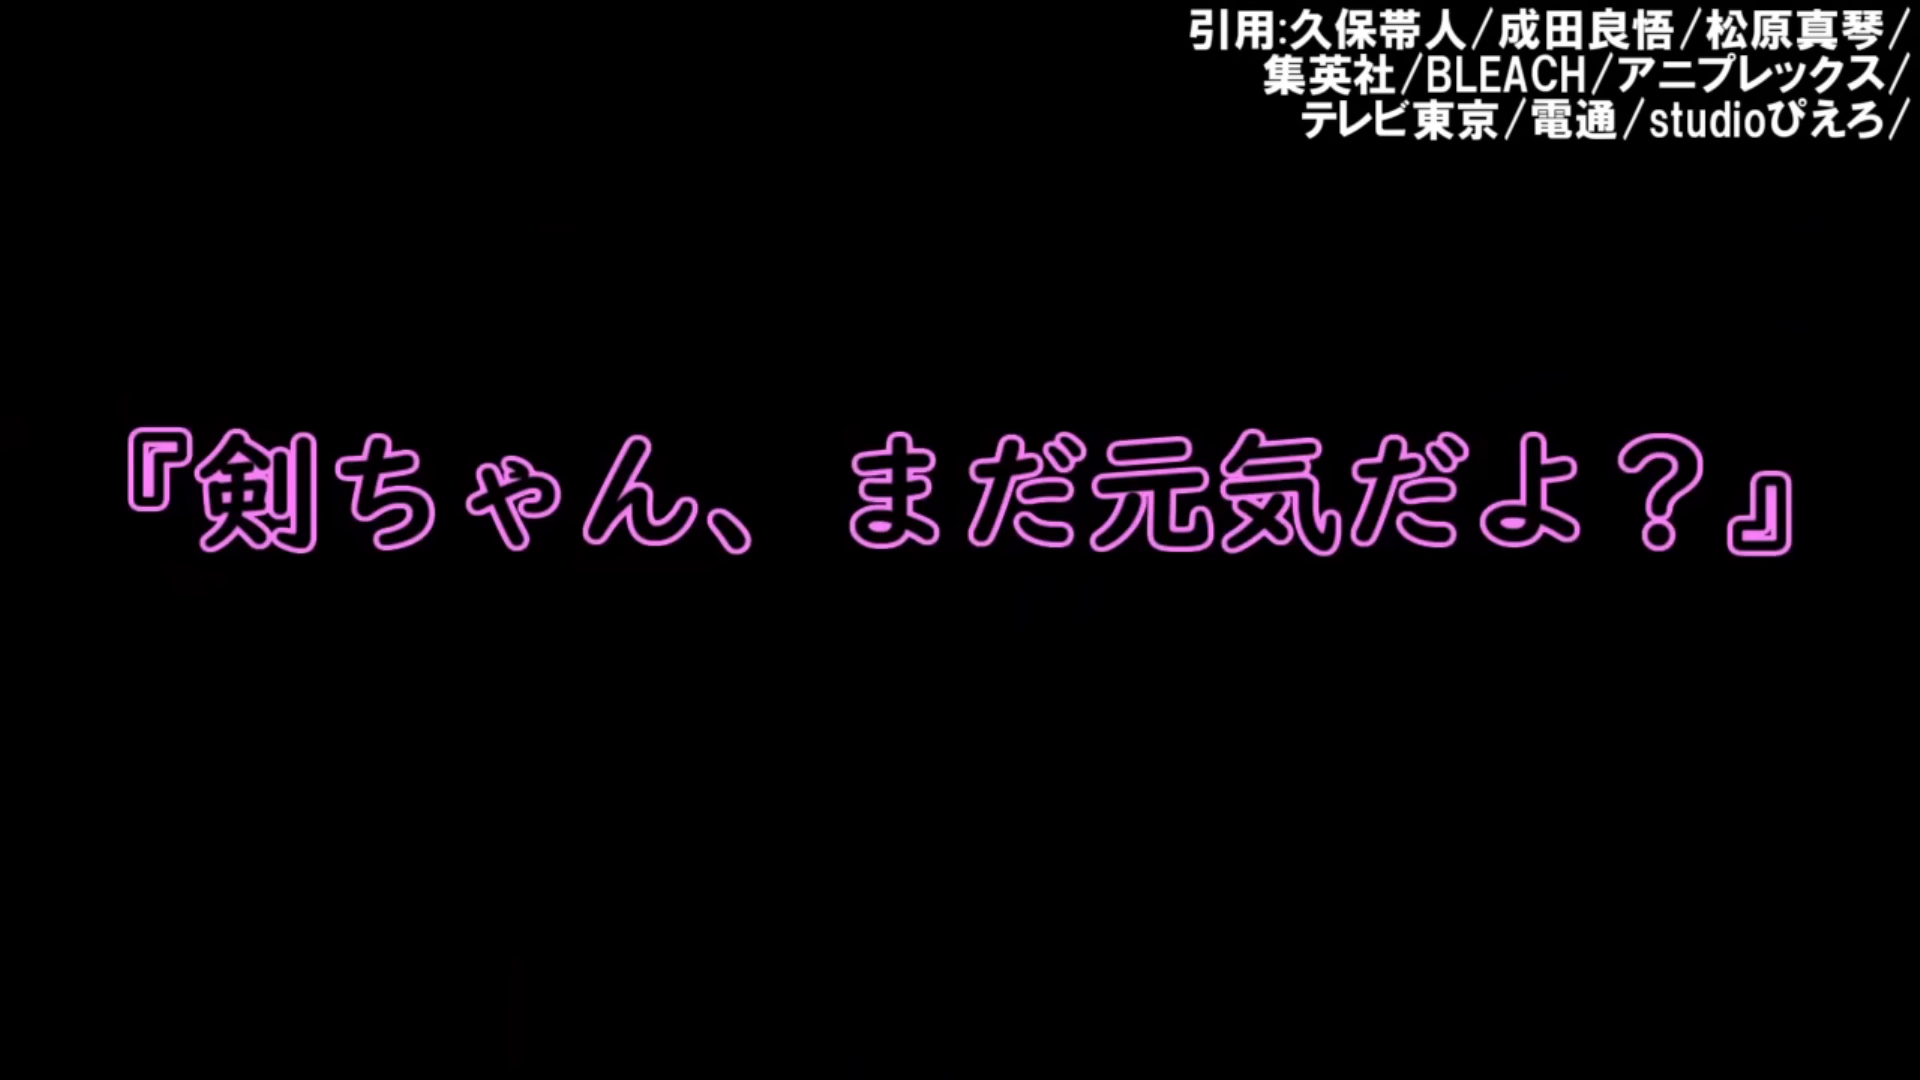 引用:久保帯人/成田良悟/松原真琴/
集英社/BLEACH/アニプレックス/
テレビ東京/電通/studioぴえろ/
『剣ちゃん、まだ元気だよ？』